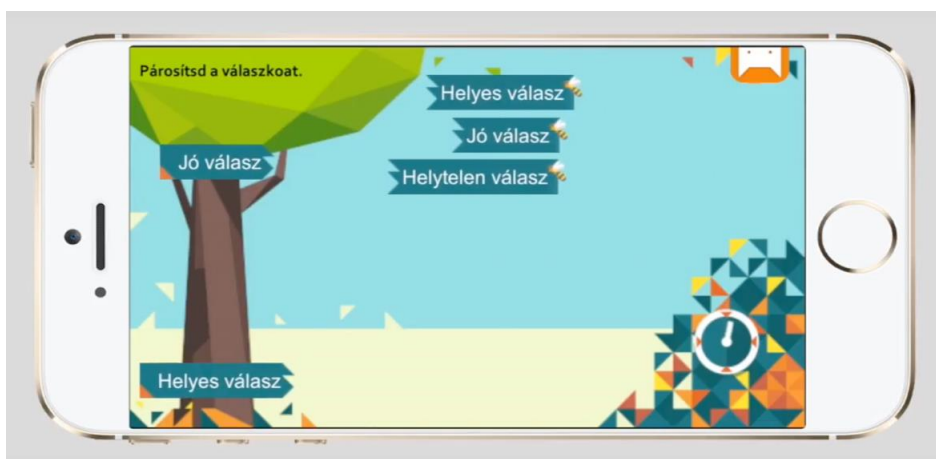 Párosítsd a válaszkoat.
Helyes válasz
Jó válasz
Helytelen válasz
Jó válasz
Helyes válasz